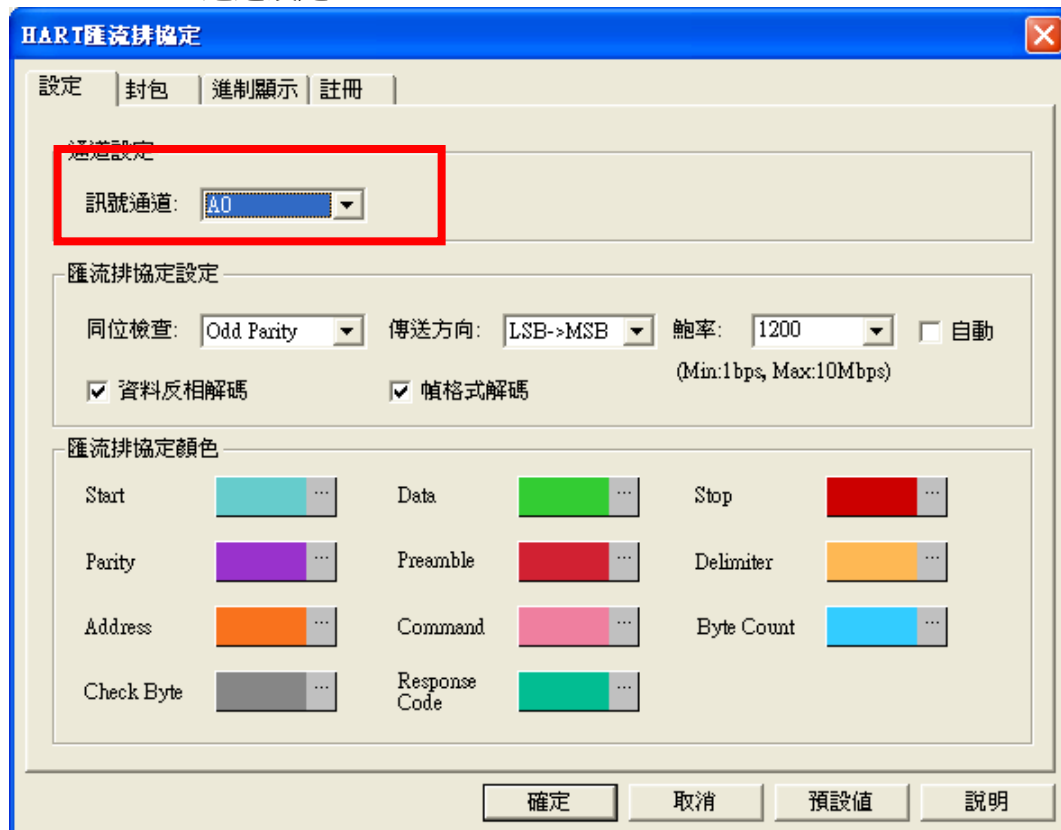 HART匯流排協定
設定 封包 進制顯示 註冊
通道設定
訊號通道: A0
匯流排協定設定
同位檢查: Odd Parity 傳送方向: LSB->MSB 鮑率: 1200 自動
(Min:1bps, Max:10Mbps)
資料反相解碼 幀格式解碼
匯流排協定顏色
Start ... Data ... Stop ...
Parity ... Preamble ... Delimiter ...
Address ... Command ... Byte Count ...
Check Byte ... Response Code ...
確定 取消 預設值 說明